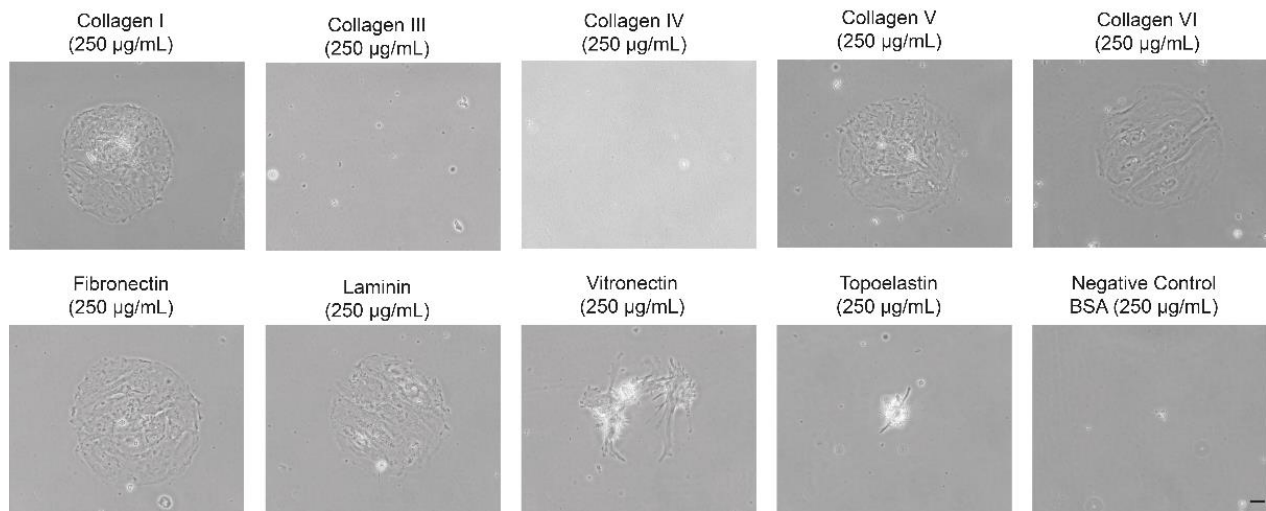 Collagen I
(250 µg/mL)
Collagen III
(250 µg/mL)
Collagen IV
(250 µg/mL)
Collagen V
(250 µg/mL)
Collagen VI
(250 µg/mL)
Fibronectin
(250 µg/mL)
Laminin
(250 µg/mL)
Vitronectin
(250 µg/mL)
Topoelastin
(250 µg/mL)
Negative Control
BSA (250 µg/mL)